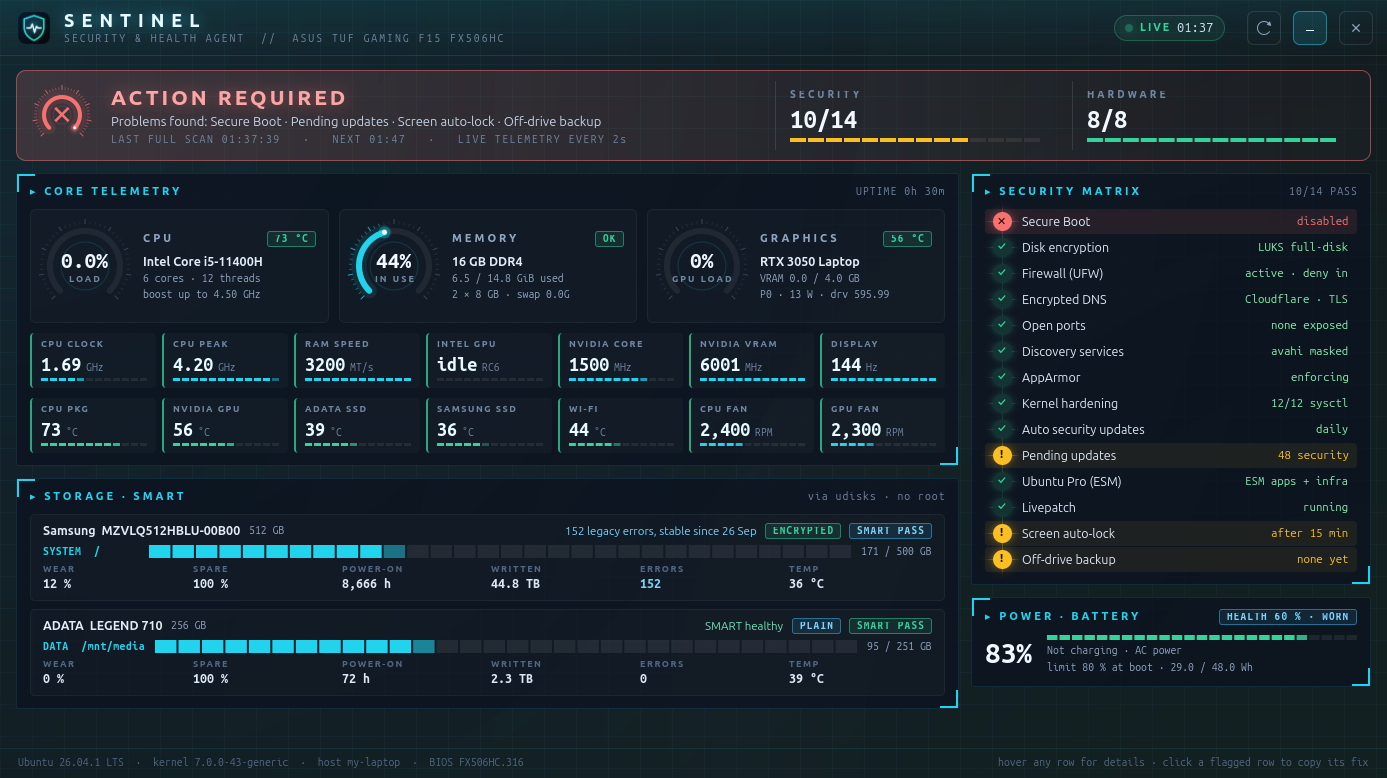 SENTINEL
SECURITY & HEALTH AGENT // ASUS TUF GAMING F15 FX506HC
LIVE 01:37
ACTION REQUIRED
Problems found: Secure Boot · Pending updates · Screen auto-lock · Off-drive backup
LAST FULL SCAN 01:37:39 · NEXT 01:47 · LIVE TELEMETRY EVERY 2s
SECURITY
10/14
HARDWARE
8/8
▸ CORE TELEMETRY
UPTIME 0h 30m
0.0%
LOAD
CPU
73 °C
Intel Core i5-11400H
6 cores · 12 threads
boost up to 4.50 GHz
44%
IN USE
MEMORY
OK
16 GB DDR4
6.5 / 14.8 GiB used
2 × 8 GB · swap 0.0G
0%
GPU LOAD
GRAPHICS
56 °C
RTX 3050 Laptop
VRAM 0.0 / 4.0 GB
P0 · 13 W · drv 595.99
CPU CLOCK
1.69 GHz
CPU PEAK
4.20 GHz
RAM SPEED
3200 MT/s
INTEL GPU
idle RC6
NVIDIA CORE
1500 MHz
NVIDIA VRAM
6001 MHz
DISPLAY
144 Hz
CPU PKG
73 °C
NVIDIA GPU
56 °C
ADATA SSD
39 °C
SAMSUNG SSD
36 °C
WI-FI
44 °C
CPU FAN
2,400 RPM
GPU FAN
2,300 RPM
▸ STORAGE · SMART
via udisks · no root
Samsung MZVLQ512HBLU-00B00 512 GB
152 legacy errors, stable since 26 Sep ENCRYPTED SMART PASS
SYSTEM / 171 / 500 GB
WEAR SPARE POWER-ON WRITTEN ERRORS TEMP
12 % 100 % 8,666 h 44.8 TB 152 36 °C
ADATA LEGEND 710 256 GB
SMART healthy PLAIN SMART PASS
DATA /mnt/media 95 / 251 GB
WEAR SPARE POWER-ON WRITTEN ERRORS TEMP
0 % 100 % 72 h 2.3 TB 0 39 °C
▸ SECURITY MATRIX
10/14 PASS
Secure Boot disabled
Disk encryption LUKS full-disk
Firewall (UFW) active · deny in
Encrypted DNS Cloudflare · TLS
Open ports none exposed
Discovery services avahi masked
AppArmor enforcing
Kernel hardening 12/12 sysctl
Auto security updates daily
Pending updates 48 security
Ubuntu Pro (ESM) ESM apps + infra
Livepatch running
Screen auto-lock after 15 min
Off-drive backup none yet
▸ POWER · BATTERY
HEALTH 60 % · WORN
83%
Not charging · AC power
limit 80 % at boot · 29.0 / 48.0 Wh
Ubuntu 26.04.1 LTS · kernel 7.0.0-43-generic · host my-laptop · BIOS FX506HC.316
hover any row for details · click a flagged row to copy its fix